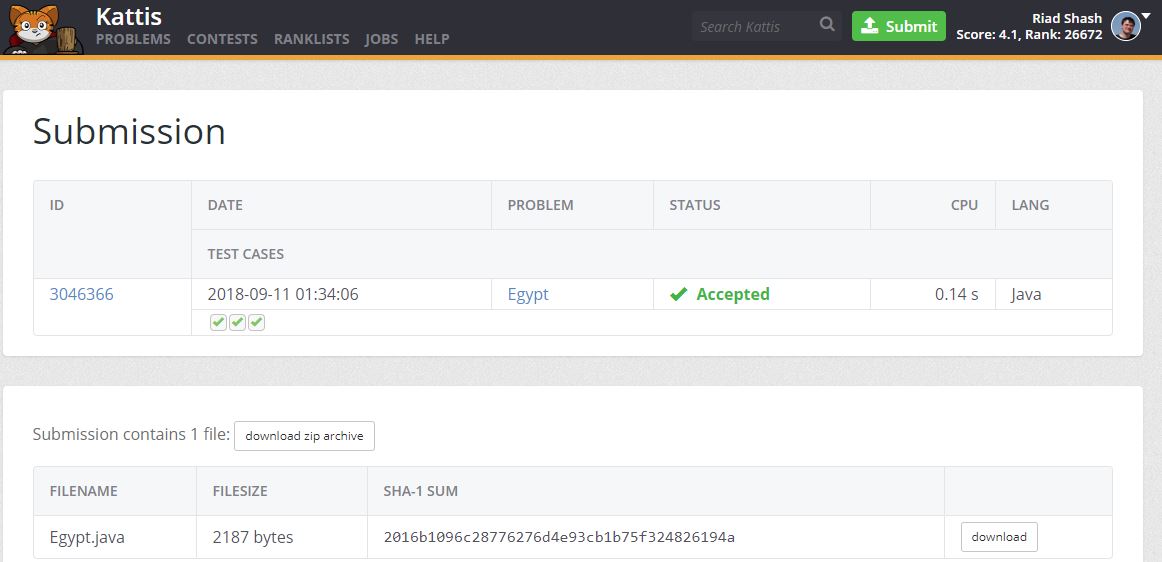 Kattis
PROBLEMS CONTESTS RANKLISTS JOBS HELP
Search Kattis
Submit
Riad Shash
Score: 4.1, Rank: 26672
Submission
ID DATE PROBLEM STATUS CPU LANG
TEST CASES
3046366 2018-09-11 01:34:06 Egypt Accepted 0.14 s Java
Submission contains 1 file: download zip archive
FILENAME FILESIZE SHA-1 SUM
Egypt.java 2187 bytes 2016b1096c28776276d4e93cb1b75f324826194a download